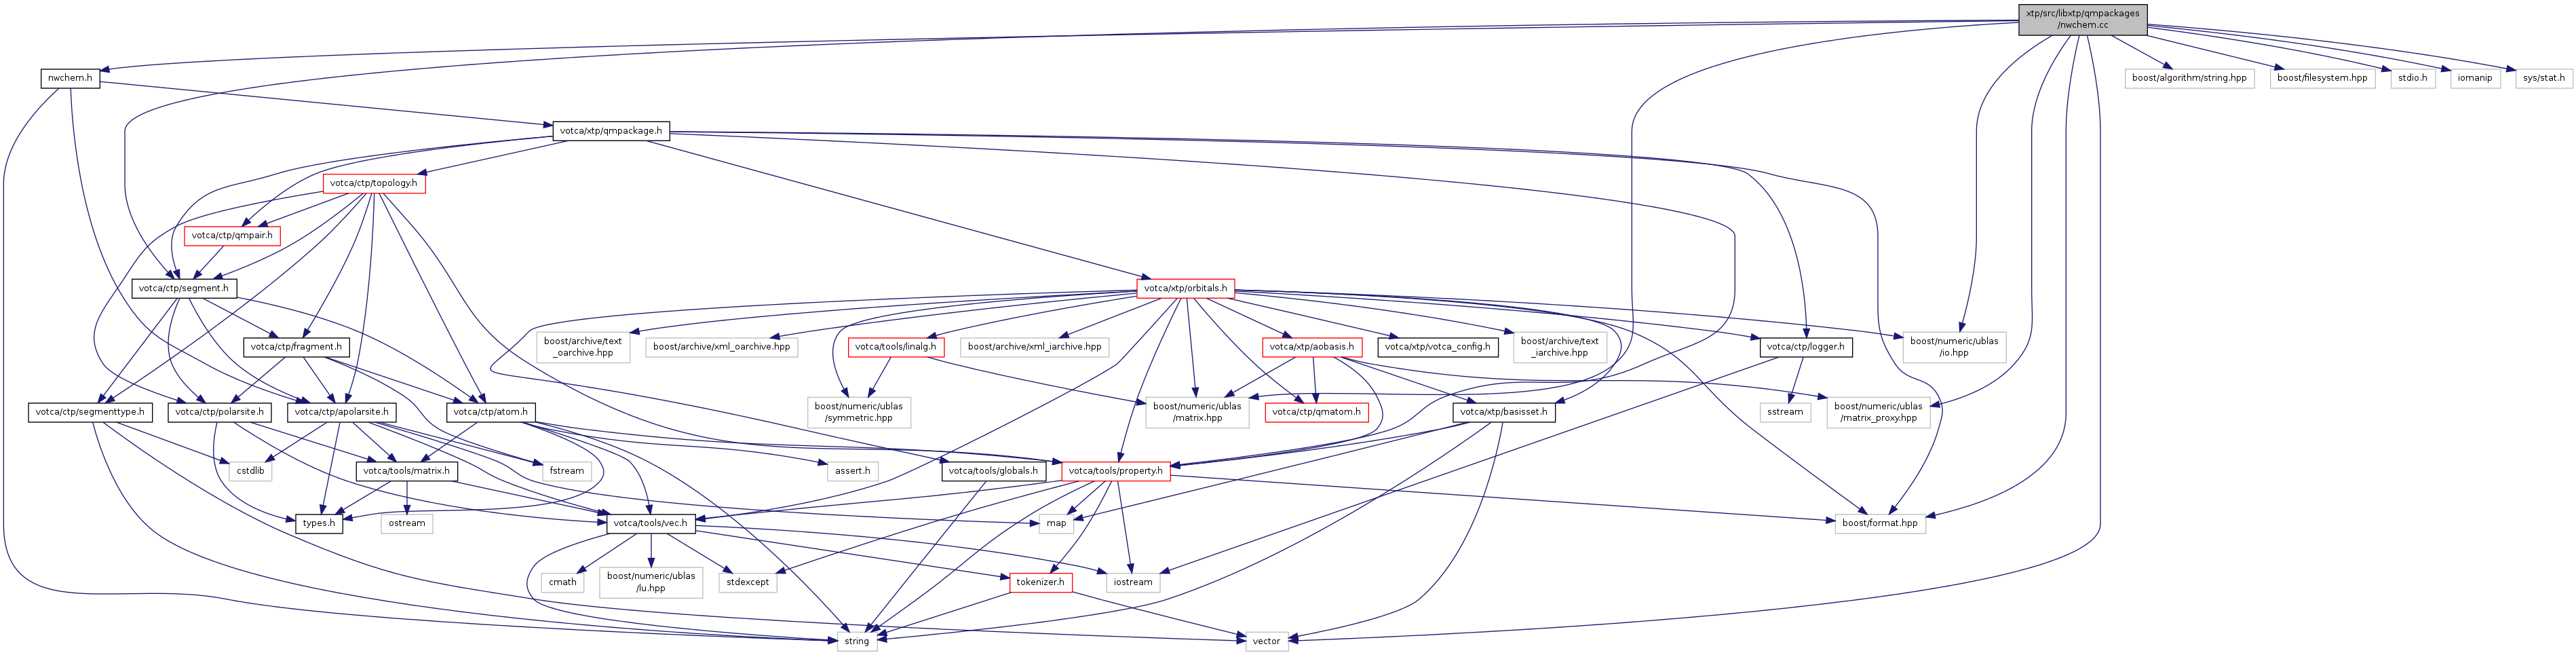 xtp/src/libxtp/qmpackages
/nwchem.cc
nwchem.h
boost/algorithm/string.hpp
boost/filesystem.hpp
stdio.h
iomanip
sys/stat.h
votca/xtp/qmpackage.h
votca/ctp/topology.h
votca/ctp/qmpair.h
votca/ctp/segment.h
votca/xtp/orbitals.h
votca/ctp/fragment.h
boost/archive/text
_oarchive.hpp
boost/archive/xml_oarchive.hpp
votca/tools/linalg.h
boost/archive/xml_iarchive.hpp
votca/xtp/aobasis.h
votca/xtp/votca_config.h
boost/archive/text
_iarchive.hpp
votca/ctp/logger.h
boost/numeric/ublas
/io.hpp
votca/ctp/segmenttype.h
votca/ctp/polarsite.h
votca/ctp/apolarsite.h
votca/ctp/atom.h
boost/numeric/ublas
/symmetric.hpp
boost/numeric/ublas
/matrix.hpp
votca/ctp/qmatom.h
votca/xtp/basisset.h
sstream
boost/numeric/ublas
/matrix_proxy.hpp
cstdlib
votca/tools/matrix.h
fstream
assert.h
votca/tools/globals.h
votca/tools/property.h
types.h
ostream
votca/tools/vec.h
map
boost/format.hpp
cmath
boost/numeric/ublas
/lu.hpp
stdexcept
tokenizer.h
iostream
string
vector